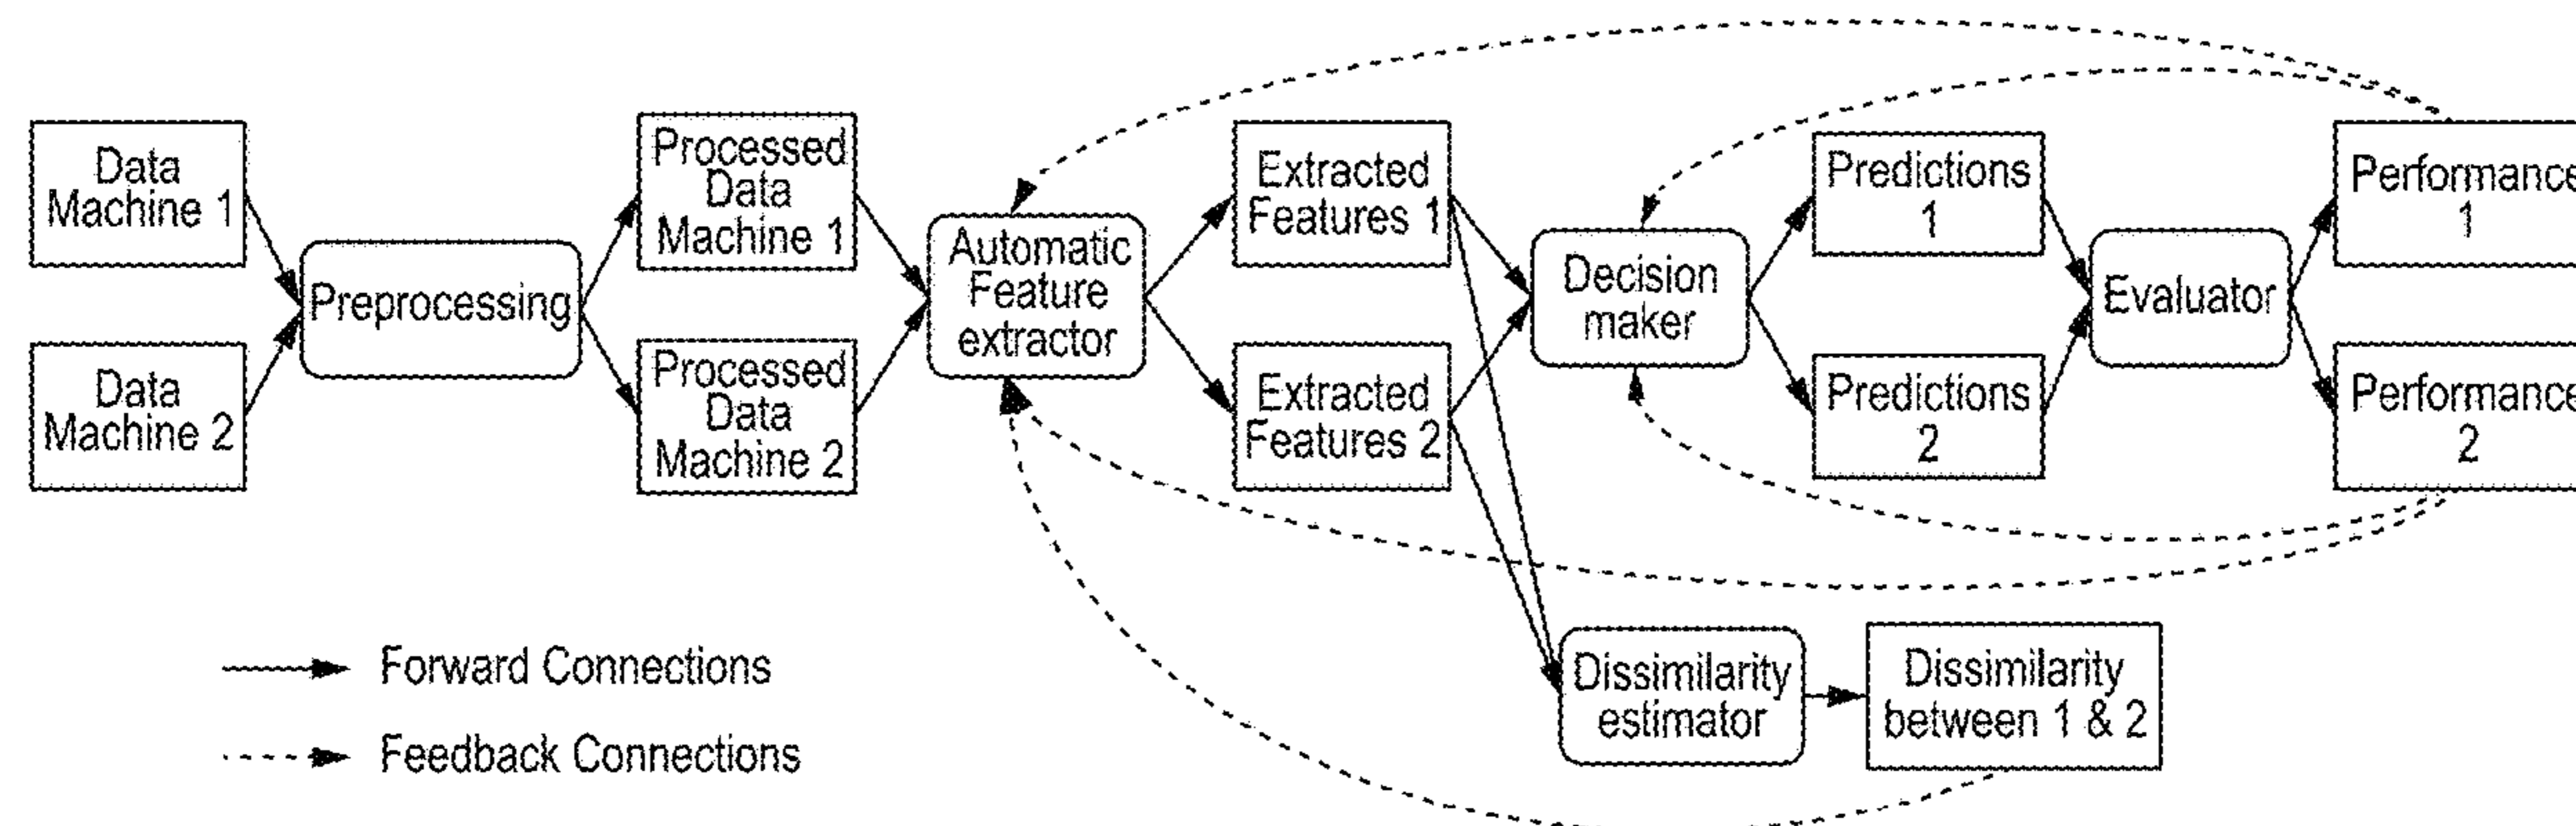 Data
Machine 1
Data
Machine 2
Preprocessing
Processed
Data
Machine 1
Processed
Data
Machine 2
Automatic
Feature
extractor
Extracted
Features 1
Extracted
Features 2
Decision
maker
Predictions
1
Predictions
2
Evaluator
Performance
1
Performance
2
Dissimilarity
estimator
Dissimilarity
between 1 & 2
Forward Connections
Feedback Connections